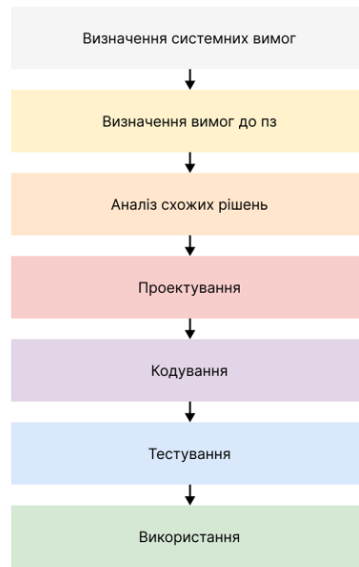 Визначення системних вимог
Визначення вимог до пз
Аналіз схожих рішень
Проектування
Кодування
Тестування
Використання